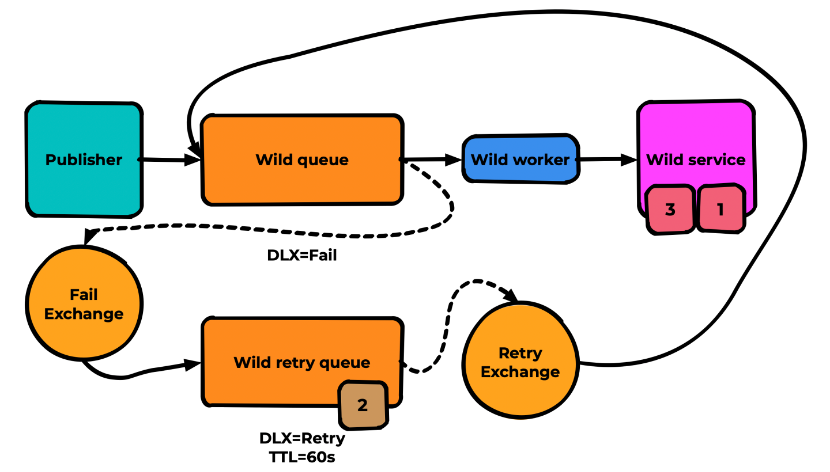 Publisher
Wild queue
Wild worker
Wild service
3
1
DLX=Fail
Fail
Exchange
Wild retry queue
2
Retry
Exchange
DLX=Retry
TTL=60s